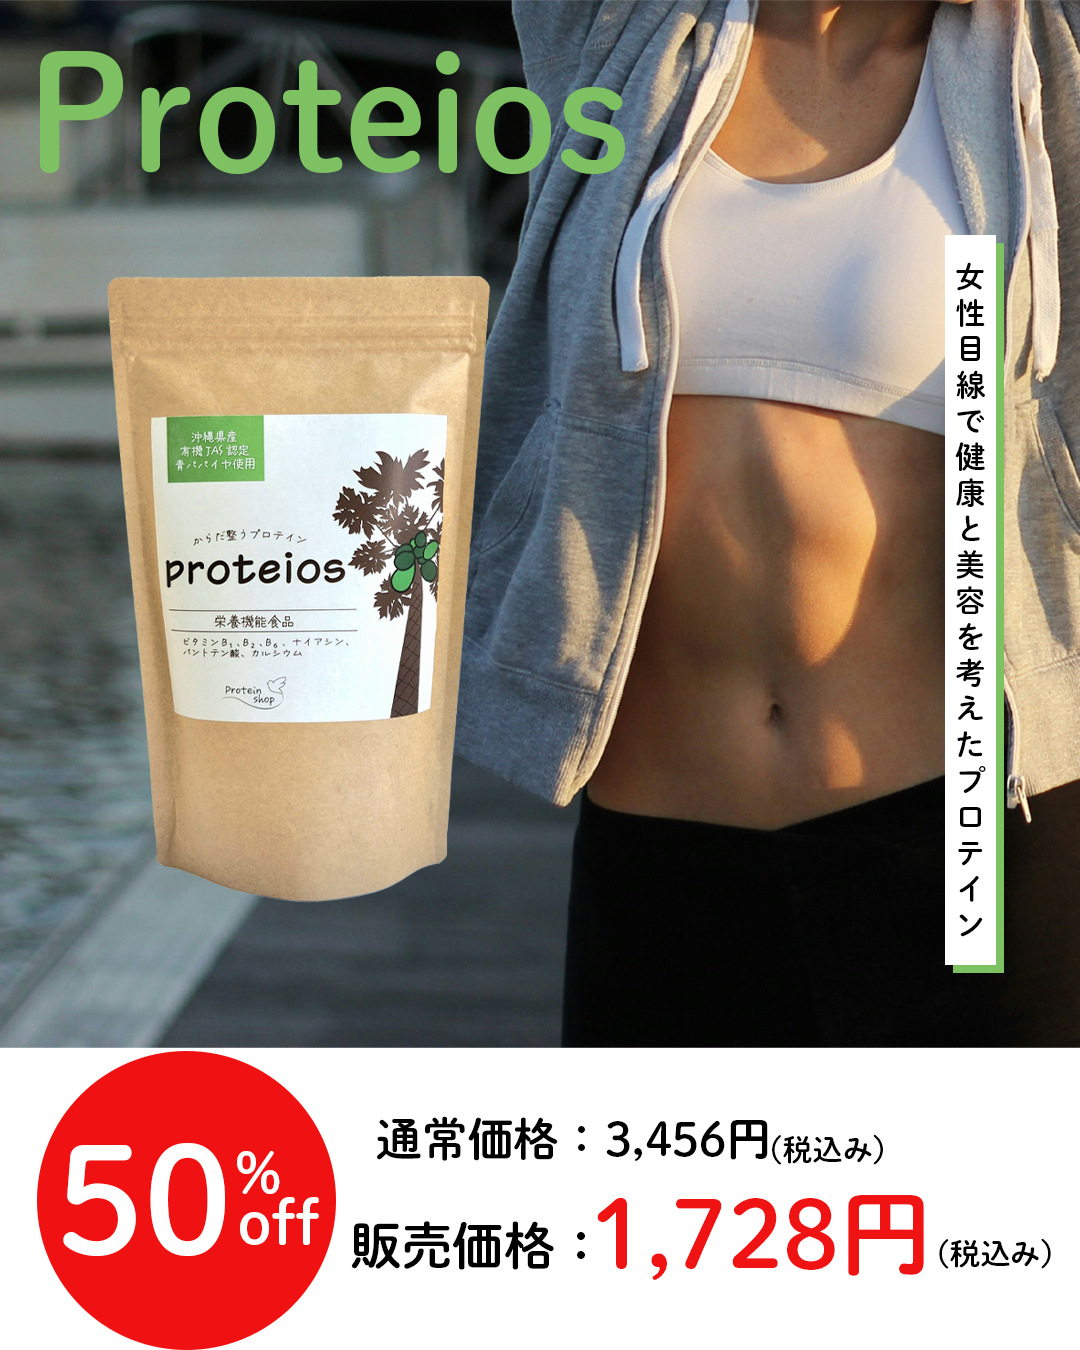 Proteios
女性目線で健康と美容を考えたプロテイン
沖縄県産
有機JAS認定
青パパイヤ使用
からだ整うプロテイン
proteios
栄養機能食品
ビタミンB₁、B₂、B₆、ナイアシン、
パントテン酸、カルシウム
Protein
shop
50%off
通常価格：3,456円(税込み)
販売価格：1,728円(税込み)